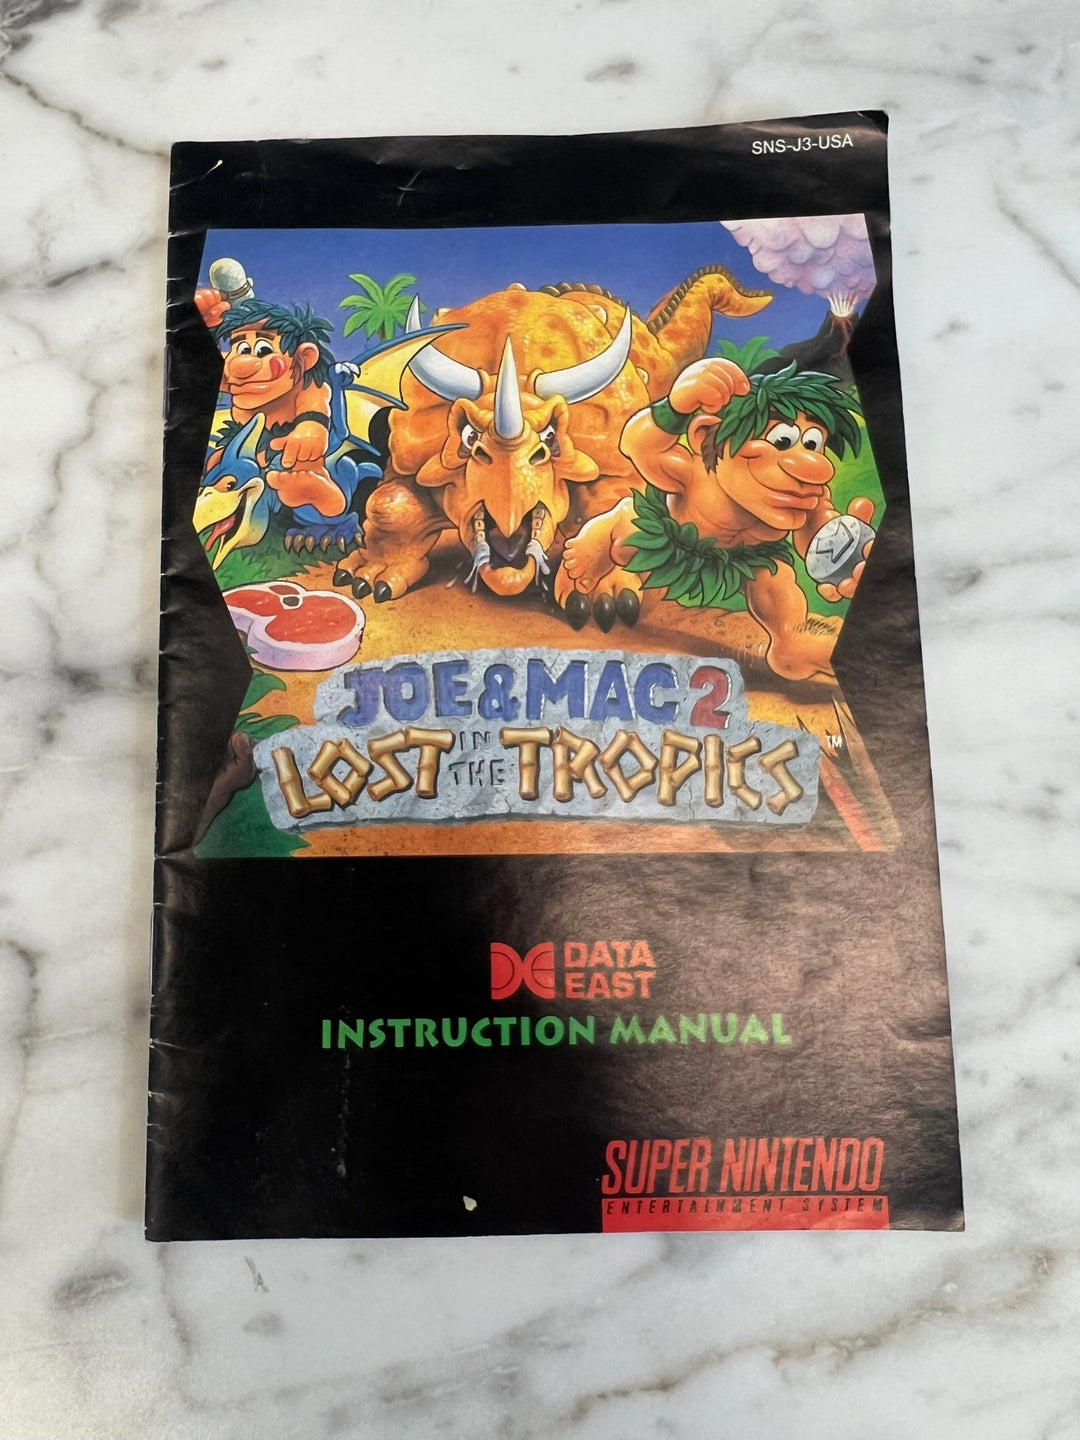 SNS-J3-USA
JOE & MAC 2
LOST IN THE TROPICS ™
DATA
EAST
INSTRUCTION MANUAL
SUPER NINTENDO
ENTERTAINMENT SYSTEM